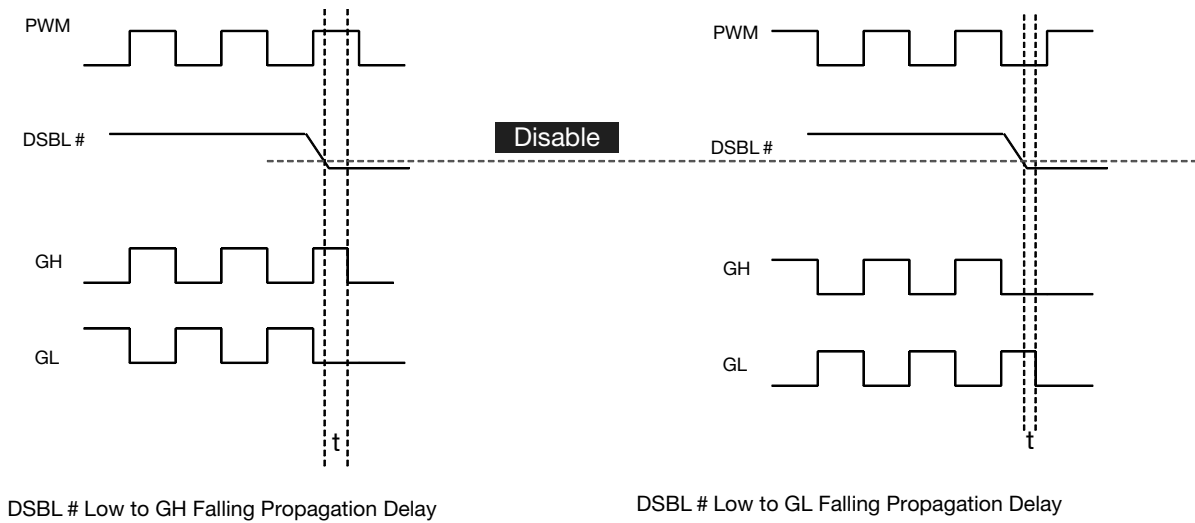 PWM
DSBL #
GH
GL
t
DSBL # Low to GH Falling Propagation Delay
Disable
PWM
DSBL #
GH
GL
t
DSBL # Low to GL Falling Propagation Delay